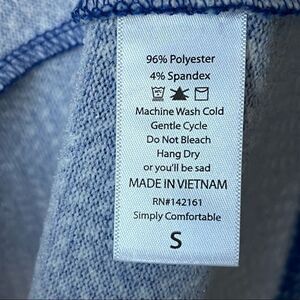 96% Polyester
4% Spandex
Machine Wash Cold
Gentle Cycle
Do Not Bleach
Hang Dry
or you'll be sad
MADE IN VIETNAM
RN#142161
Simply Comfortable
S